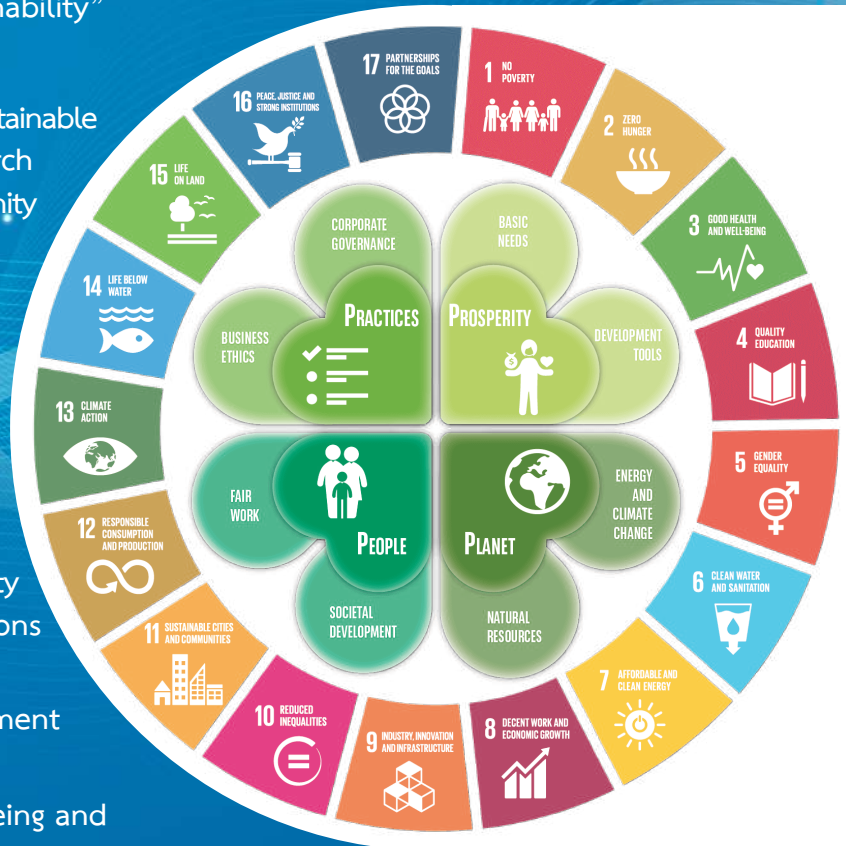 nability”
tainable
rch
nity
ty
ons
ment
eing and
1 NO
POVERTY
2 ZERO
HUNGER
3 GOOD HEALTH
AND WELL-BEING
4 QUALITY
EDUCATION
5 GENDER
EQUALITY
6 CLEAN WATER
AND SANITATION
7 AFFORDABLE AND
CLEAN ENERGY
8 DECENT WORK AND
ECONOMIC GROWTH
9 INDUSTRY, INNOVATION
AND INFRASTRUCTURE
10 REDUCED
INEQUALITIES
11 SUSTAINABLE CITIES
AND COMMUNITIES
12 RESPONSIBLE
CONSUMPTION
AND PRODUCTION
13 CLIMATE
ACTION
14 LIFE BELOW
WATER
15 LIFE
ON LAND
16 PEACE, JUSTICE AND
STRONG INSTITUTIONS
17 PARTNERSHIPS
FOR THE GOALS
CORPORATE
GOVERNANCE
BUSINESS
ETHICS
PRACTICES
BASIC
NEEDS
DEVELOPMENT
TOOLS
PROSPERITY
$
FAIR
WORK
SOCIETAL
DEVELOPMENT
PEOPLE
ENERGY
AND
CLIMATE
CHANGE
NATURAL
RESOURCES
PLANET